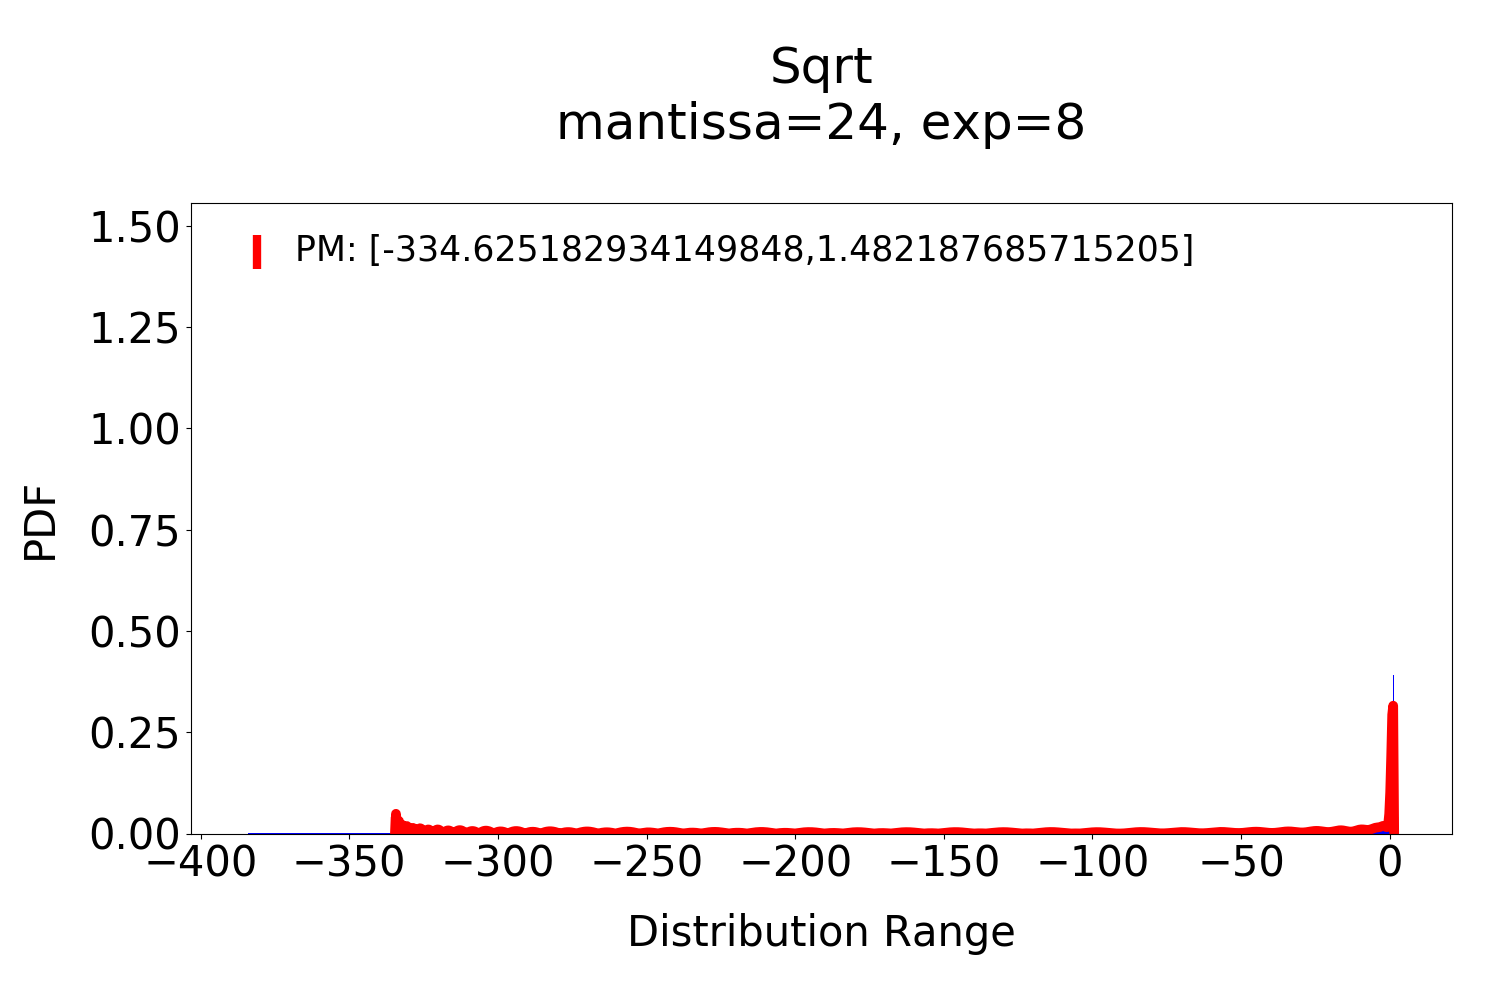 Sqrt
mantissa=24, exp=8
1.50
PM: [-334.625182934149848,1.482187685715205]
1.25
1.00
0.75
0.50
0.25
0.00
PDF
−400 −350 −300 −250 −200 −150 −100 −50 0
Distribution Range